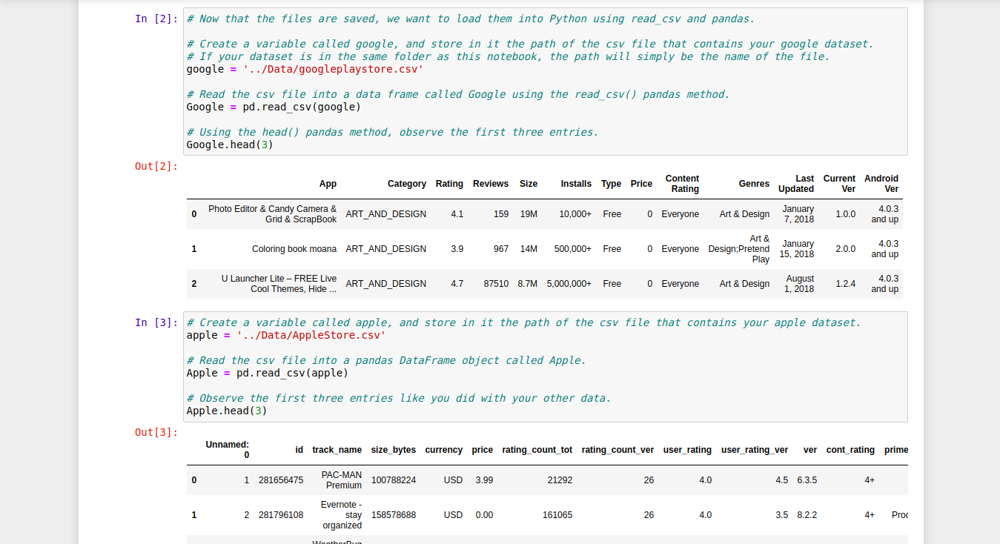 In [2]: # Now that the files are saved, we want to load them into Python using read_csv and pandas.
# Create a variable called google, and store in it the path of the csv file that contains your google dataset.
# If your dataset is in the same folder as this notebook, the path will simply be the name of the file.
google = '../Data/googleplaystore.csv'
# Read the csv file into a data frame called Google using the read_csv() pandas method.
Google = pd.read_csv(google)
# Using the head() pandas method, observe the first three entries.
Google.head(3)
Out[2]:
App Category Rating Reviews Size Installs Type Price Content Rating Genres Last Updated Current Ver Android Ver
0 Photo Editor & Candy Camera & Grid & ScrapBook ART_AND_DESIGN 4.1 159 19M 10,000+ Free 0 Everyone Art & Design January 7, 2018 1.0.0 4.0.3 and up
1 Coloring book moana ART_AND_DESIGN 3.9 967 14M 500,000+ Free 0 Everyone Art & Design;Pretend Play January 15, 2018 2.0.0 4.0.3 and up
2 U Launcher Lite – FREE Live Cool Themes, Hide ... ART_AND_DESIGN 4.7 87510 8.7M 5,000,000+ Free 0 Everyone Art & Design August 1, 2018 1.2.4 4.0.3 and up
In [3]: # Create a variable called apple, and store in it the path of the csv file that contains your apple dataset.
apple = '../Data/AppleStore.csv'
# Read the csv file into a pandas DataFrame object called Apple.
Apple = pd.read_csv(apple)
# Observe the first three entries like you did with your other data.
Apple.head(3)
Out[3]:
Unnamed: 0 id track_name size_bytes currency price rating_count_tot rating_count_ver user_rating user_rating_ver ver cont_rating prime
0 1 281656475 PAC-MAN Premium 100788224 USD 3.99 21292 26 4.0 4.5 6.3.5 4+
1 2 281796108 Evernote - stay organized 158578688 USD 0.00 161065 26 4.0 3.5 8.2.2 4+ Proc